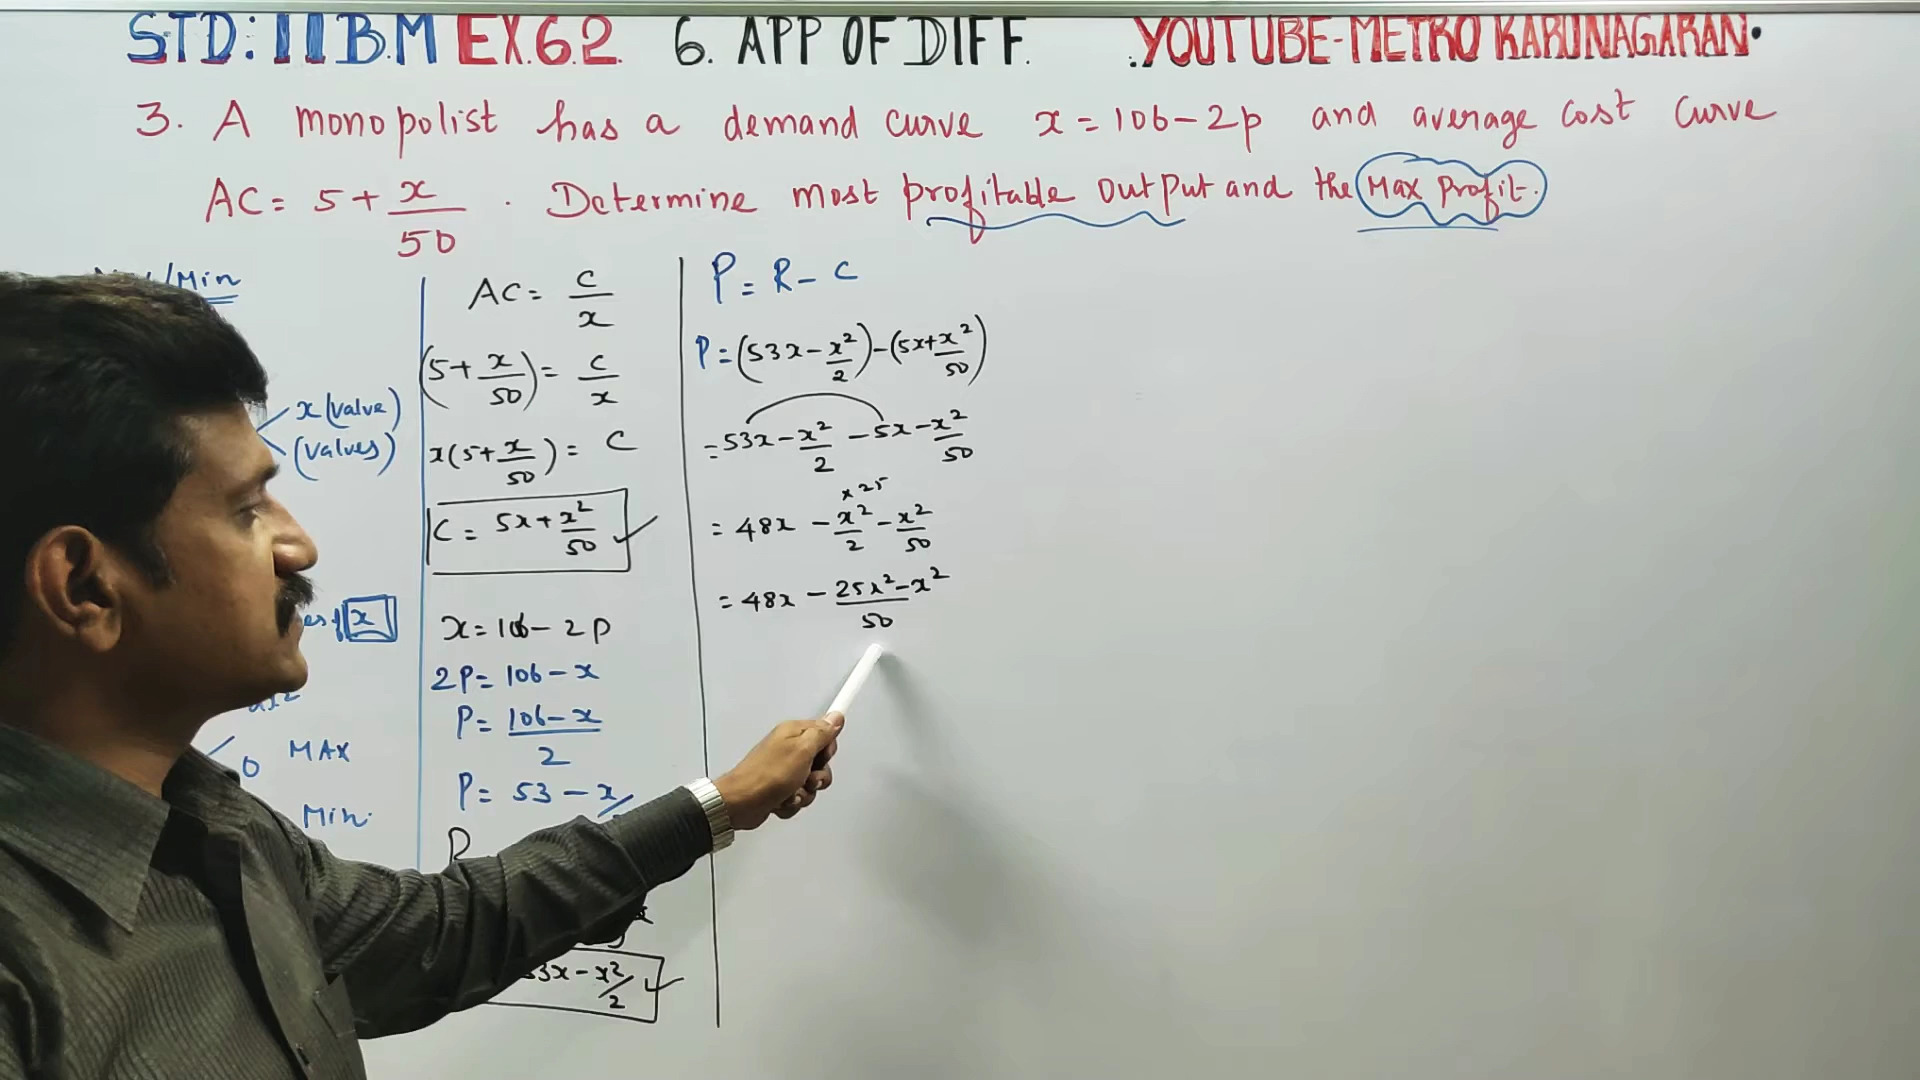 STD: 11 B.M EX.6.2. 6. APP OF DIFF. .YOUTUBE-METRO KARUNAGARAN.
3. A monopolist has a demand curve x = 106 - 2p and average cost curve
AC = 5 + x/50 . Determine most profitable output and the Max Profit.
/Min
x (value)
(values)
x
0 MAX
Min.
AC = C/x
(5 + x/50) = C/x
x(5 + x/50) = C
C = 5x + x²/50 ✓
x = 106 - 2p
2P = 106 - x
P = 106 - x / 2
P = 53 - x/
R
53x - x²/2 ✓
P = R - C
P = (53x - x²/2) - (5x + x²/50)
= 53x - x²/2 - 5x - x²/50
× 25
= 48x - x²/2 - x²/50
= 48x - 25x² - x² / 50